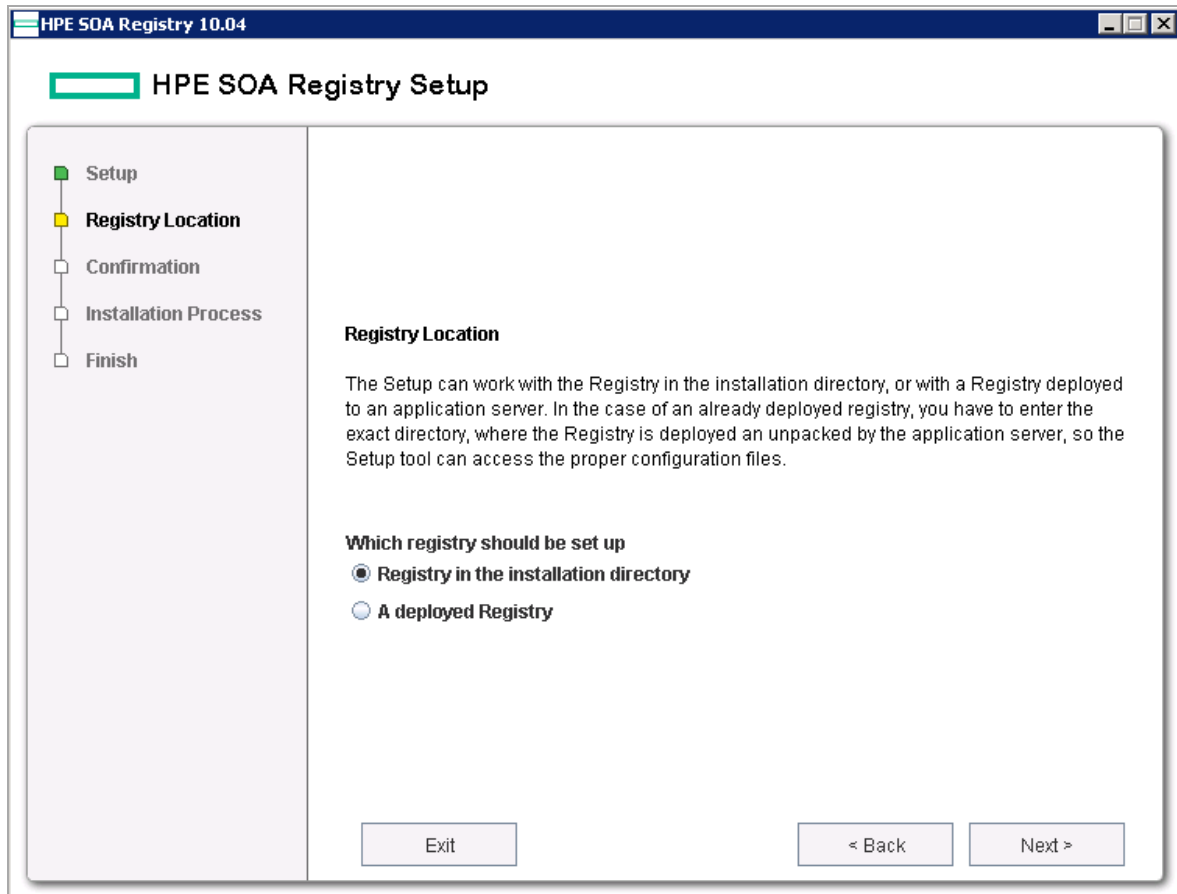 HPE SOA Registry 10.04
HPE SOA Registry Setup
Setup
Registry Location
Confirmation
Installation Process
Finish
Registry Location
The Setup can work with the Registry in the installation directory, or with a Registry deployed
to an application server. In the case of an already deployed registry, you have to enter the
exact directory, where the Registry is deployed an unpacked by the application server, so the
Setup tool can access the proper configuration files.
Which registry should be set up
Registry in the installation directory
A deployed Registry
Exit
< Back
Next >